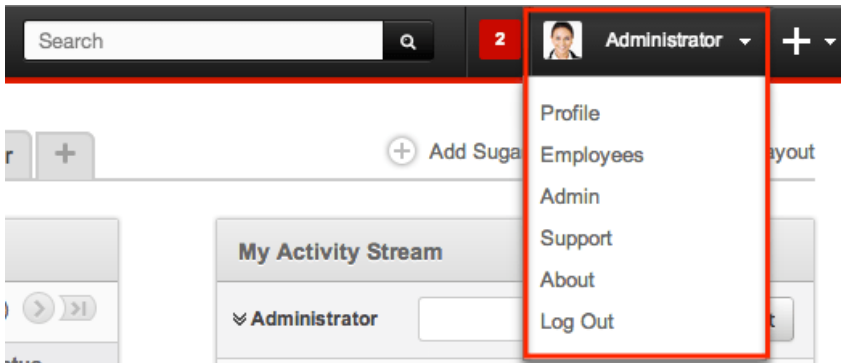 Search
2
Administrator
Profile
Add Suga
Employees
ayout
Admin
Support
My Activity Stream
About
Administrator
Log Out